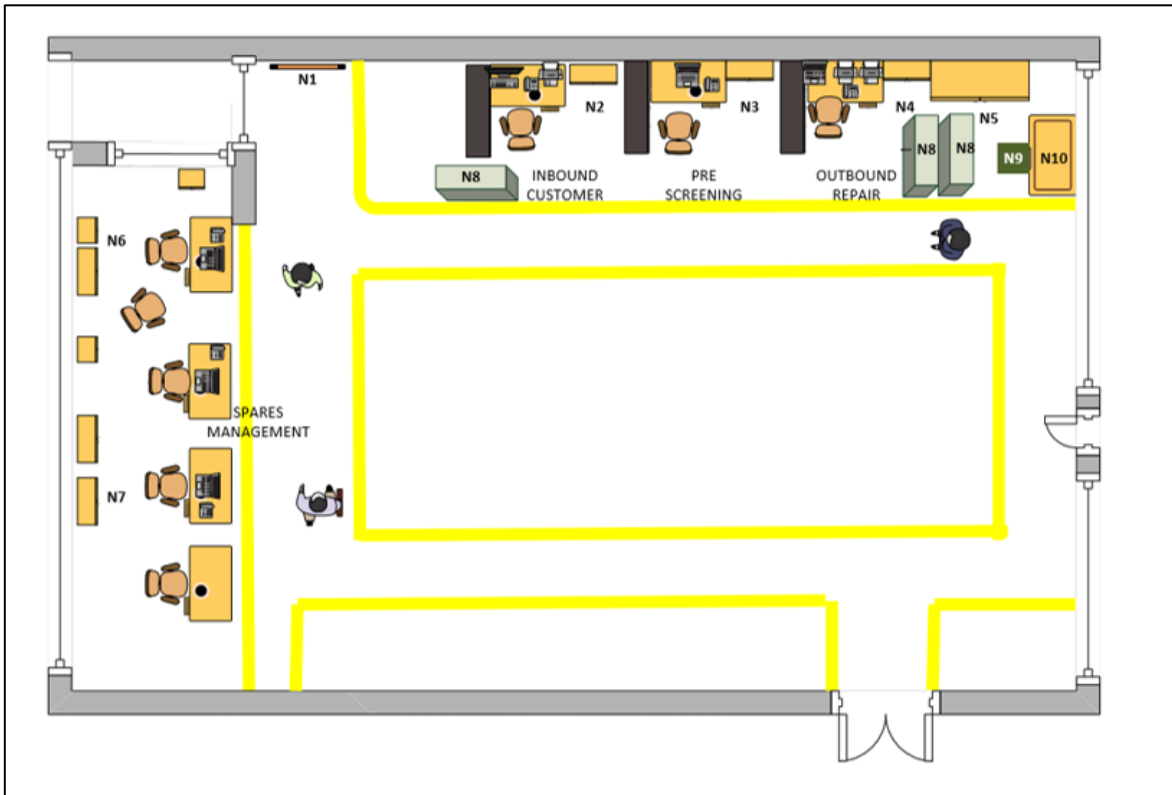 N1
N2
N3
N4
N5
N8
N8
N9
N10
N8
INBOUND
CUSTOMER
PRE
SCREENING
OUTBOUND
REPAIR
N6
SPARES
MANAGEMENT
N7